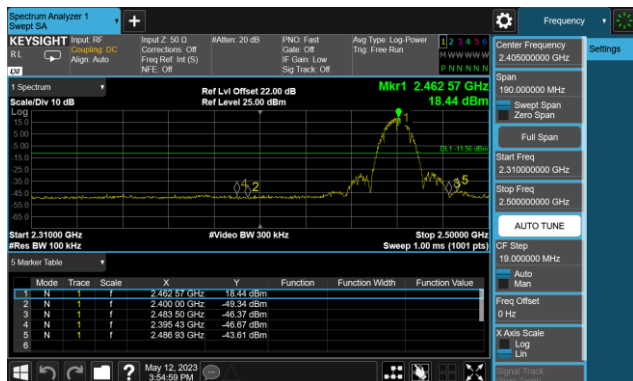 Spectrum Analyzer 1
Swept SA
Frequency
KEYSIGHT
RL
Input: RF
Coupling: DC
Align: Auto
Input Z: 50 Ω
Corrections: Off
Freq Ref: Int (S)
NFE: Off
#Atten: 20 dB
PNO: Fast
Gate: Off
IF Gain: Low
Sig Track: Off
Avg Type: Log-Power
Trig: Free Run
1 2 3 4 5 6
M W W W W W
P N N N N N
LXI
1 Spectrum
Scale/Div 10 dB
Ref Lvl Offset 22.00 dB
Ref Level 25.00 dBm
Mkr1 2.462 57 GHz
18.44 dBm
Log
15.0
5.00
-5.00
-15.0
-25.0
-35.0
-45.0
-55.0
-65.0
1
DL1 -11.56 dBm
4 2
3 5
Start 2.31000 GHz
#Res BW 100 kHz
#Video BW 300 kHz
Stop 2.50000 GHz
Sweep 1.00 ms (1001 pts)
5 Marker Table
Mode Trace Scale X Y Function Function Width Function Value
1 N 1 f 2.462 57 GHz 18.44 dBm
2 N 1 f 2.400 00 GHz -49.34 dBm
3 N 1 f 2.483 50 GHz -46.37 dBm
4 N 1 f 2.395 43 GHz -46.67 dBm
5 N 1 f 2.486 93 GHz -43.61 dBm
6
?
May 12, 2023
3:54:59 PM
Center Frequency
2.405000000 GHz
Settings
Span
190.000000 MHz
Swept Span
Zero Span
Full Span
Start Freq
2.310000000 GHz
Stop Freq
2.500000000 GHz
AUTO TUNE
CF Step
19.000000 MHz
Auto
Man
Freq Offset
0 Hz
X Axis Scale
Log
Lin
Signal Track